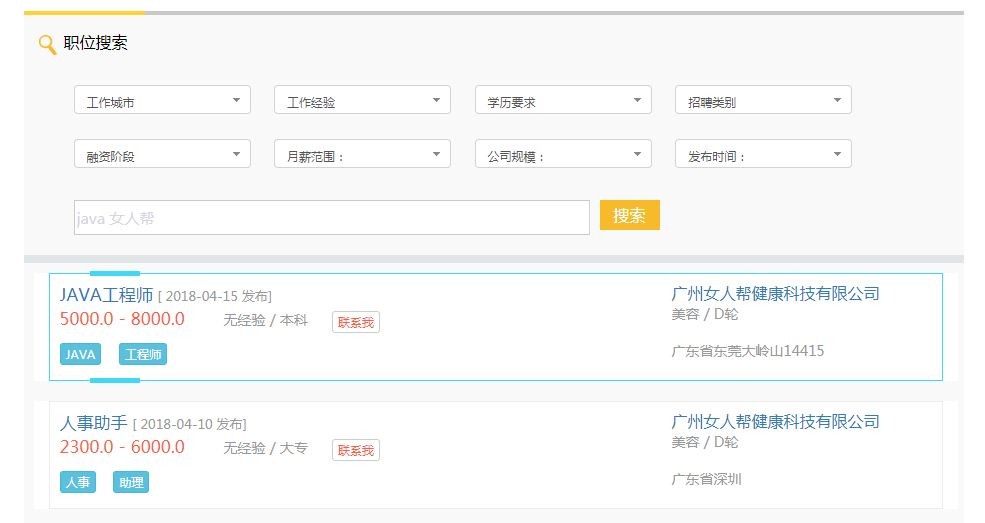 职位搜索
工作城市 工作经验 学历要求 招聘类别
融资阶段 月薪范围： 公司规模： 发布时间：
java 女人帮 搜索
JAVA工程师 [ 2018-04-15 发布] 广州女人帮健康科技有限公司
5000.0 - 8000.0 无经验 / 本科 联系我 美容 / D轮
JAVA 工程师 广东省东莞大岭山14415
人事助手 [ 2018-04-10 发布] 广州女人帮健康科技有限公司
2300.0 - 6000.0 无经验 / 大专 联系我 美容 / D轮
人事 助理 广东省深圳